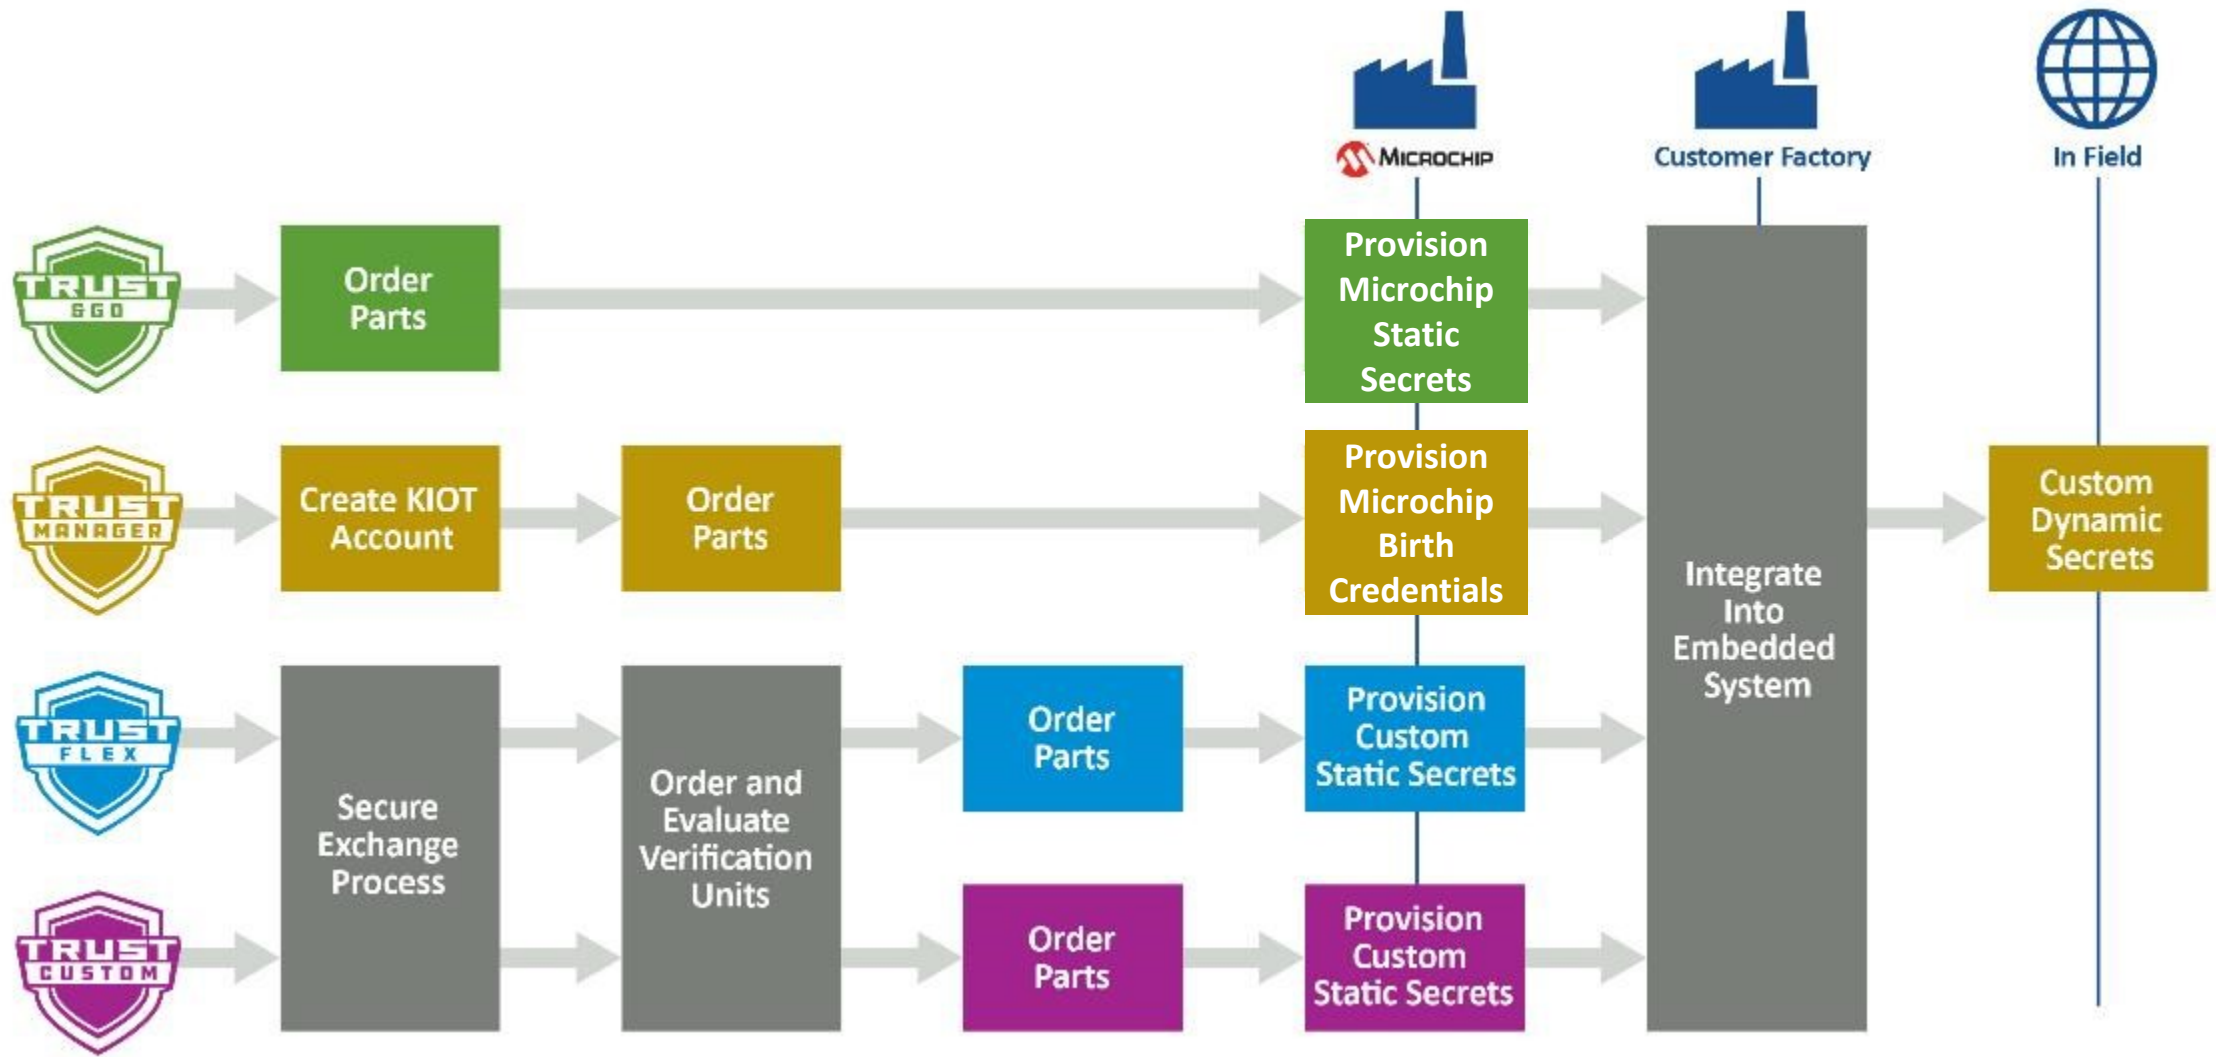 MICROCHIP
Customer Factory
In Field
TRUST
&GO
Order
Parts
Provision
Microchip
Static
Secrets
TRUST
MANAGER
Create KIOT
Account
Order
Parts
Provision
Microchip
Birth
Credentials
Custom
Dynamic
Secrets
Integrate
Into
Embedded
System
TRUST
FLEX
Order
Parts
Provision
Custom
Static Secrets
Secure
Exchange
Process
Order and
Evaluate
Verification
Units
TRUST
CUSTOM
Order
Parts
Provision
Custom
Static Secrets